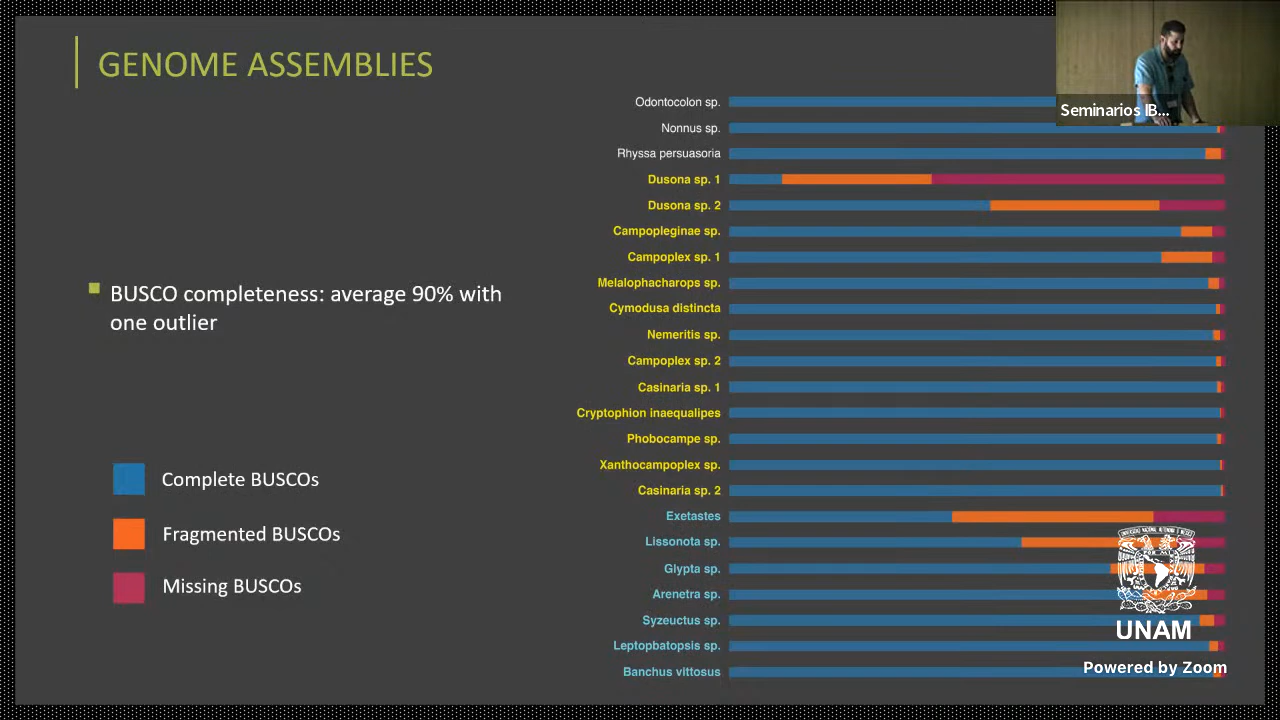 GENOME ASSEMBLIES
Seminarios IB...
Odontocolon sp.
Nonnus sp.
Rhyssa persuasoria
Dusona sp. 1
Dusona sp. 2
Campopleginae sp.
Campoplex sp. 1
Melalophacharops sp.
Cymodusa distincta
Nemeritis sp.
Campoplex sp. 2
Casinaria sp. 1
Cryptophion inaequalipes
Phobocampe sp.
Xanthocampoplex sp.
Casinaria sp. 2
Exetastes
Lissonota sp.
Glypta sp.
Arenetra sp.
Syzeuctus sp.
Leptopbatopsis sp.
Banchus vittosus
BUSCO completeness: average 90% with
one outlier
Complete BUSCOs
Fragmented BUSCOs
Missing BUSCOs
UNAM
Powered by Zoom